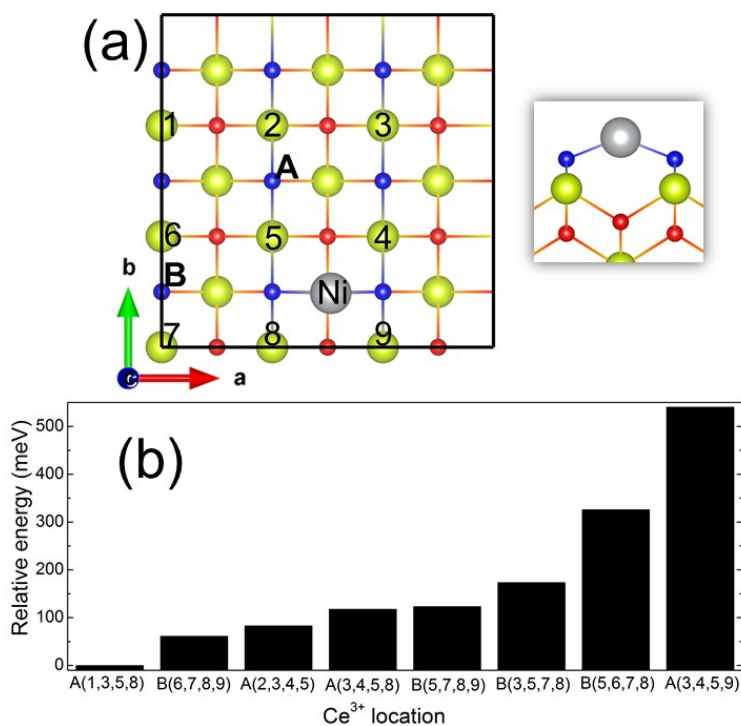 (a)
1 2 3
A
6 5 4
B
Ni
7 8 9
b
a
c
(b)
Relative energy (meV)
500
400
300
200
100
0
A(1,3,5,8) B(6,7,8,9) A(2,3,4,5) A(3,4,5,8) B(5,7,8,9) B(3,5,7,8) B(5,6,7,8) A(3,4,5,9)
Ce³⁺ location